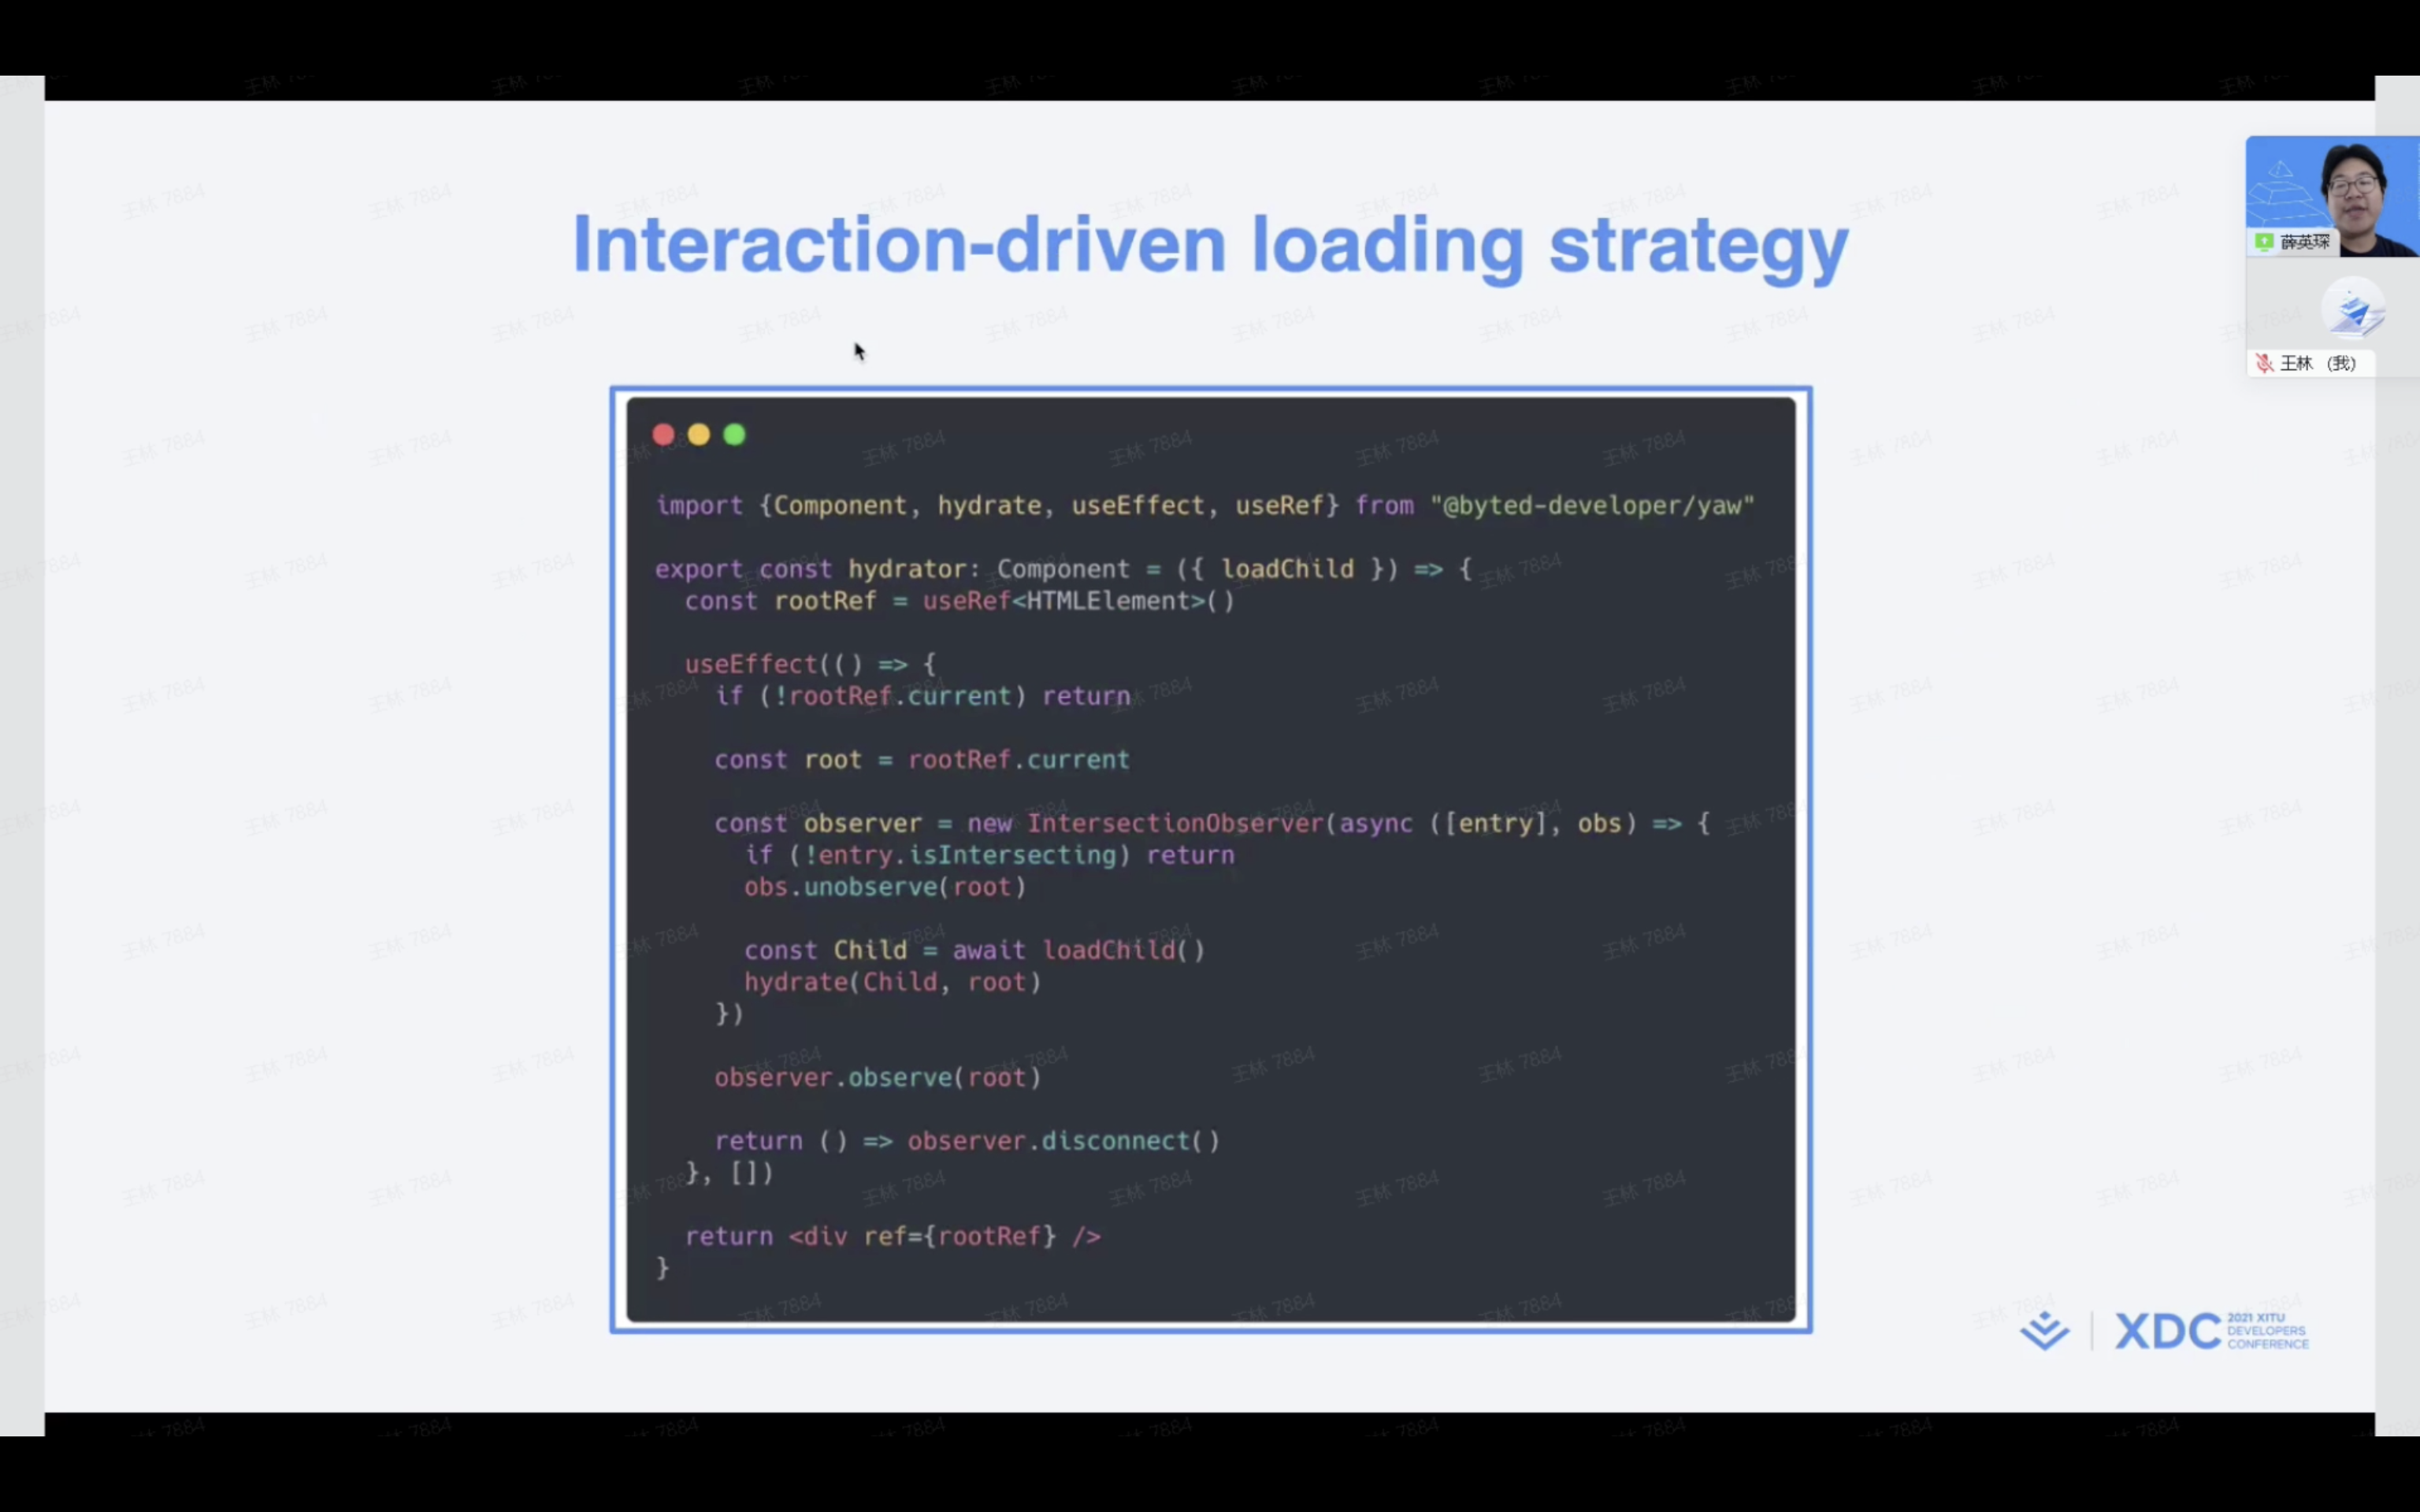 Interaction-driven loading strategy
薛英琛
王林 (我)
import {Component, hydrate, useEffect, useRef} from "@byted-developer/yaw"
export const hydrator: Component = ({ loadChild }) => {
const rootRef = useRef<HTMLElement>()
useEffect(() => {
if (!rootRef.current) return
const root = rootRef.current
const observer = new IntersectionObserver(async ([entry], obs) => {
if (!entry.isIntersecting) return
obs.unobserve(root)
const Child = await loadChild()
hydrate(Child, root)
})
observer.observe(root)
return () => observer.disconnect()
}, [])
return <div ref={rootRef} />
}
XDC
2021 XITU
DEVELOPERS
CONFERENCE
王林 7884